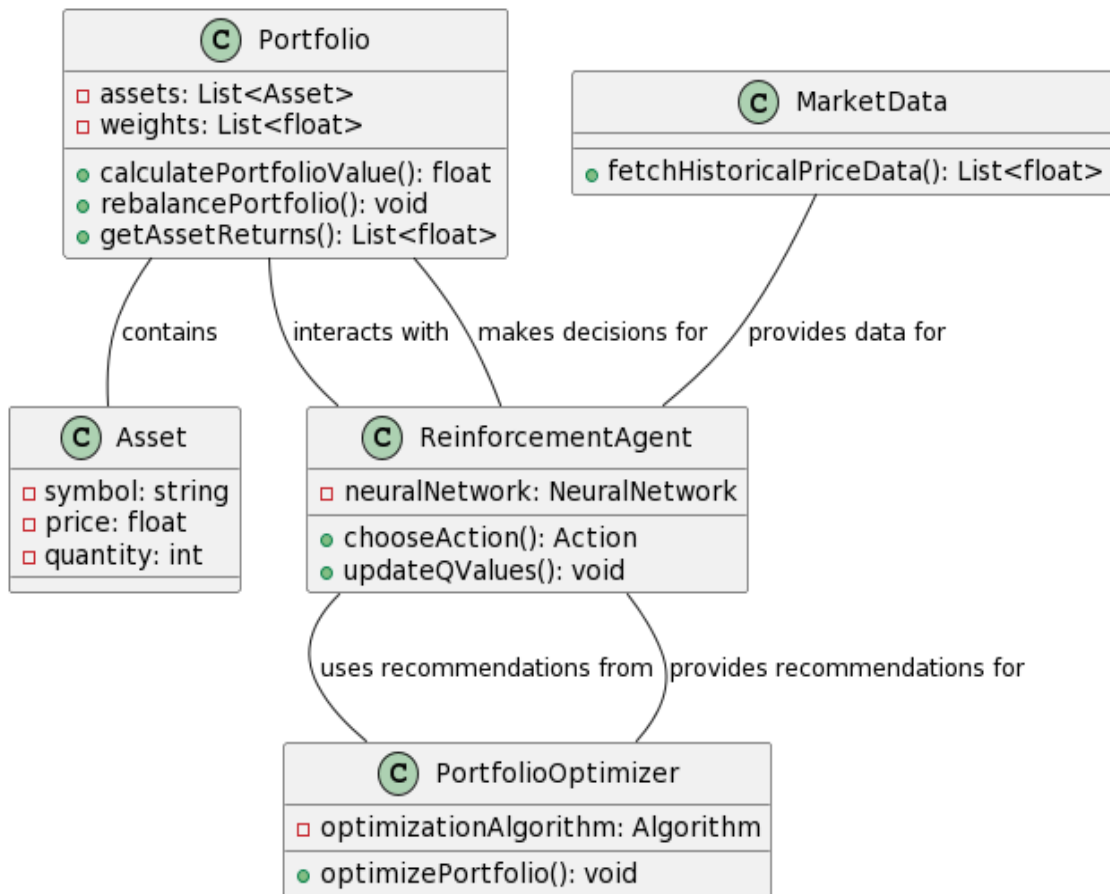 C Portfolio
assets: List<Asset>
weights: List<float>
calculatePortfolioValue(): float
rebalancePortfolio(): void
getAssetReturns(): List<float>
C MarketData
fetchHistoricalPriceData(): List<float>
contains
interacts with
makes decisions for
provides data for
C Asset
symbol: string
price: float
quantity: int
C ReinforcementAgent
neuralNetwork: NeuralNetwork
chooseAction(): Action
updateQValues(): void
uses recommendations from
provides recommendations for
C PortfolioOptimizer
optimizationAlgorithm: Algorithm
optimizePortfolio(): void